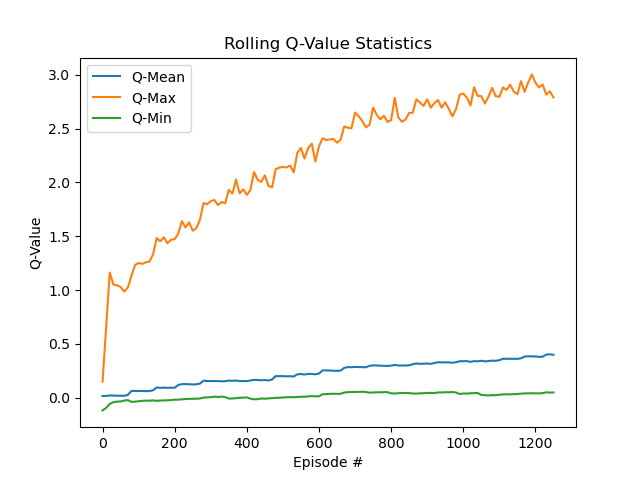 Rolling Q-Value Statistics
Q-Mean
Q-Max
Q-Min
3.0
2.5
2.0
1.5
1.0
0.5
0.0
Q-Value
0 200 400 600 800 1000 1200
Episode #